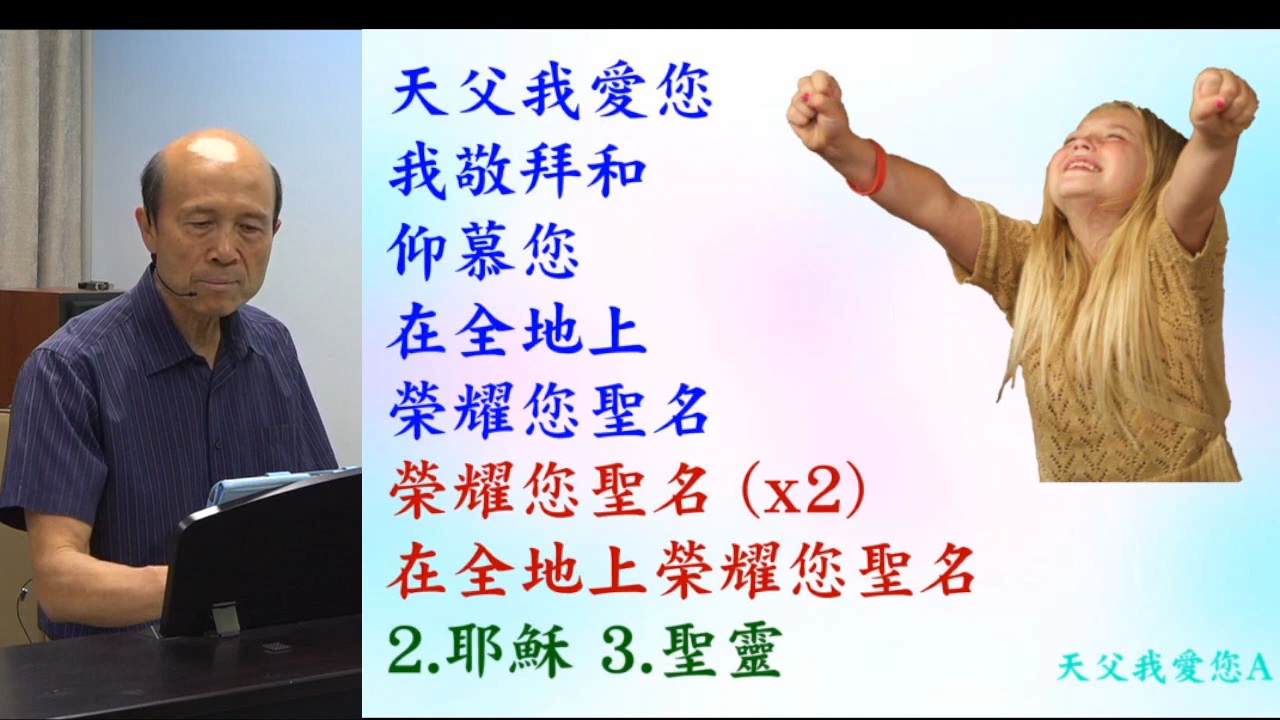 天父我愛您
我敬拜和
仰慕您
在全地上
榮耀您聖名
榮耀您聖名 (x2)
在全地上榮耀您聖名
2.耶穌 3.聖靈
天父我愛您A